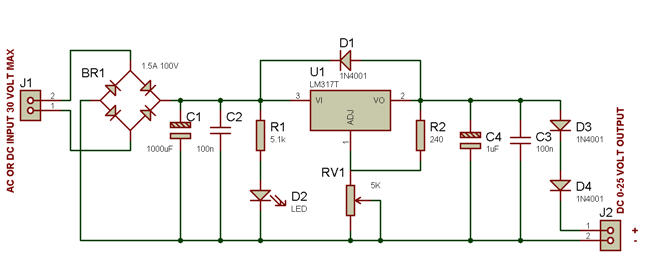 AC OR DC INPUT 30 VOLT MAX
J1
2
1
BR1
1.5A 100V
C1
1000uF
C2
100n
R1
5.1k
D2
LED
D1
1N4001
U1
LM317T
3
VI
VO
2
ADJ
1
RV1
5K
R2
240
C4
1uF
C3
100n
D3
1N4001
D4
1N4001
J2
1
2
+
-
DC 0-25 VOLT OUTPUT